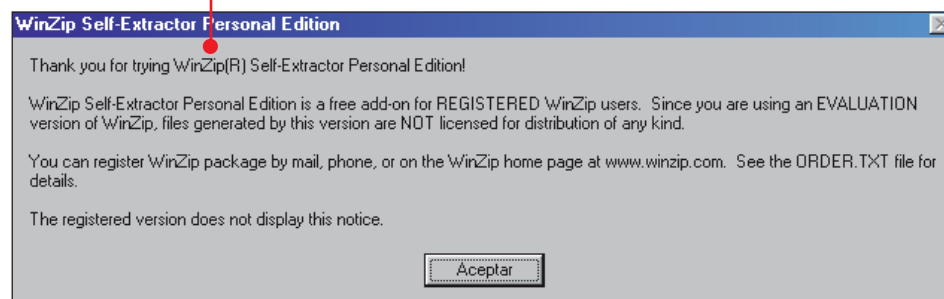 WinZip Self-Extractor Personal Edition
Thank you for trying WinZip(R) Self-Extractor Personal Edition!
WinZip Self-Extractor Personal Edition is a free add-on for REGISTERED WinZip users.  Since you are using an EVALUATION
version of WinZip, files generated by this version are NOT licensed for distribution of any kind.
You can register WinZip package by mail, phone, or on the WinZip home page at www.winzip.com.  See the ORDER.TXT file for
details.
The registered version does not display this notice.
Aceptar